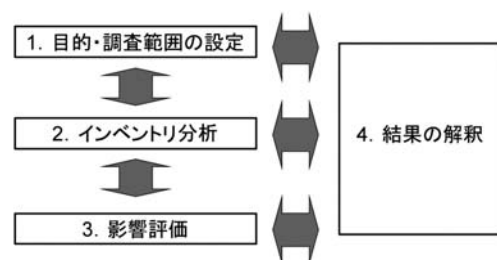 1. 目的・調査範囲の設定
2. インベントリ分析
4. 結果の解釈
3. 影響評価